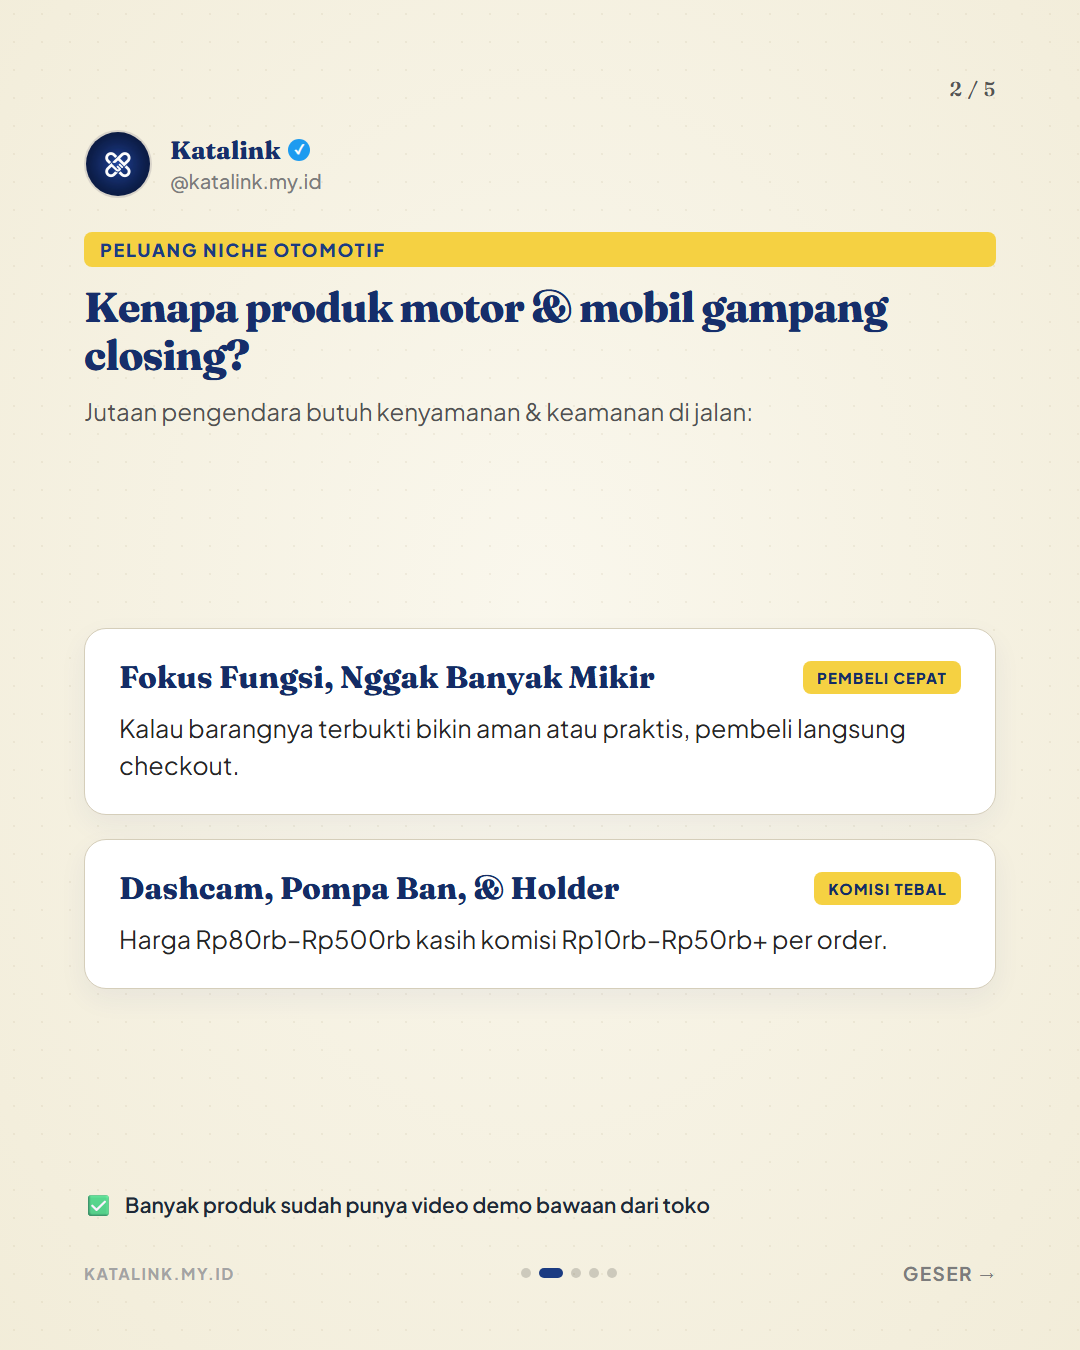 2 / 5
Katalink
@katalink.my.id
PELUANG NICHE OTOMOTIF
Kenapa produk motor & mobil gampang
closing?
Jutaan pengendara butuh kenyamanan & keamanan di jalan:
Fokus Fungsi, Nggak Banyak Mikir
PEMBELI CEPAT
Kalau barangnya terbukti bikin aman atau praktis, pembeli langsung
checkout.
Dashcam, Pompa Ban, & Holder
KOMISI TEBAL
Harga Rp80rb–Rp500rb kasih komisi Rp10rb–Rp50rb+ per order.
✅ Banyak produk sudah punya video demo bawaan dari toko
KATALINK.MY.ID
GESER →